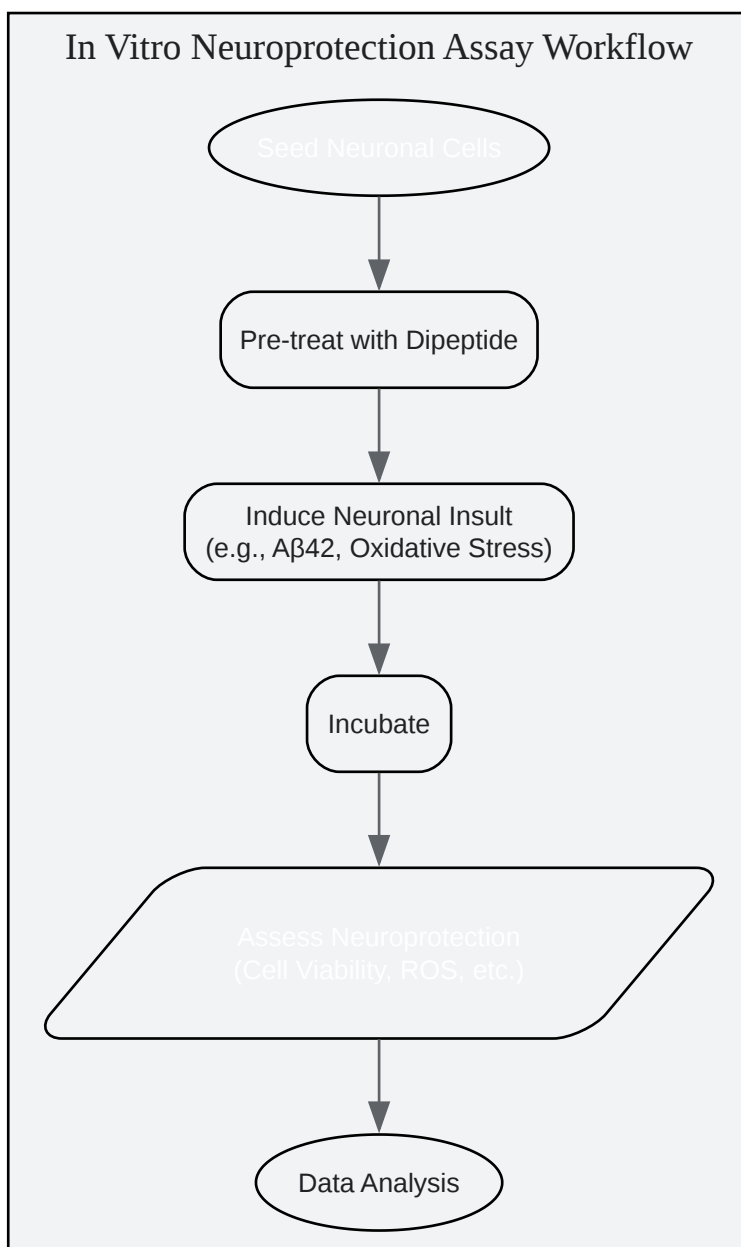 In Vitro Neuroprotection Assay Workflow
Seed Neuronal Cells
Pre-treat with Dipeptide
Induce Neuronal Insult
(e.g., Aβ42, Oxidative Stress)
Incubate
Assess Neuroprotection
(Cell Viability, ROS, etc.)
Data Analysis